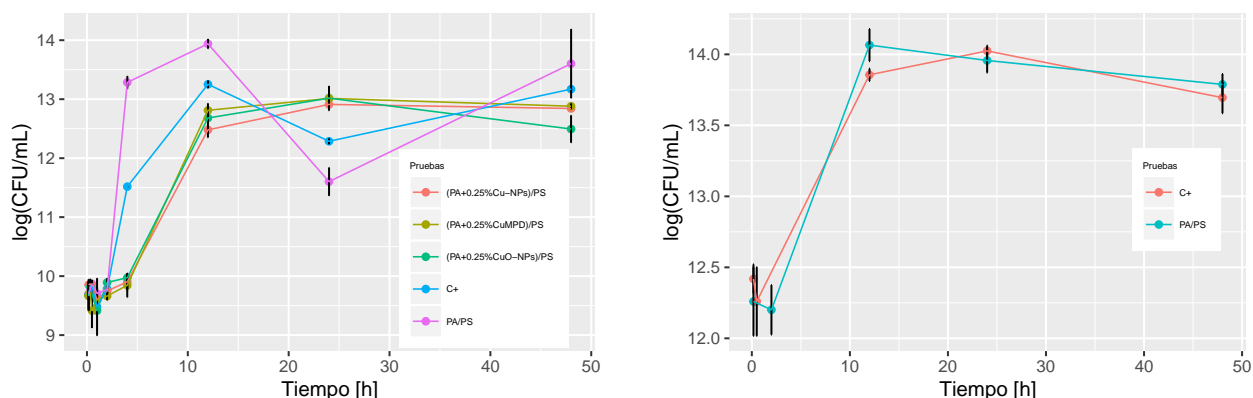 log(CFU/mL)
14
13
12
11
10
9
0
10
20
30
40
50
Tiempo [h]
Pruebas
(PA+0.25%Cu−NPs)/PS
(PA+0.25%CuMPD)/PS
(PA+0.25%CuO−NPs)/PS
C+
PA/PS
log(CFU/mL)
14.0
13.5
13.0
12.5
12.0
0
10
20
30
40
50
Tiempo [h]
Pruebas
C+
PA/PS